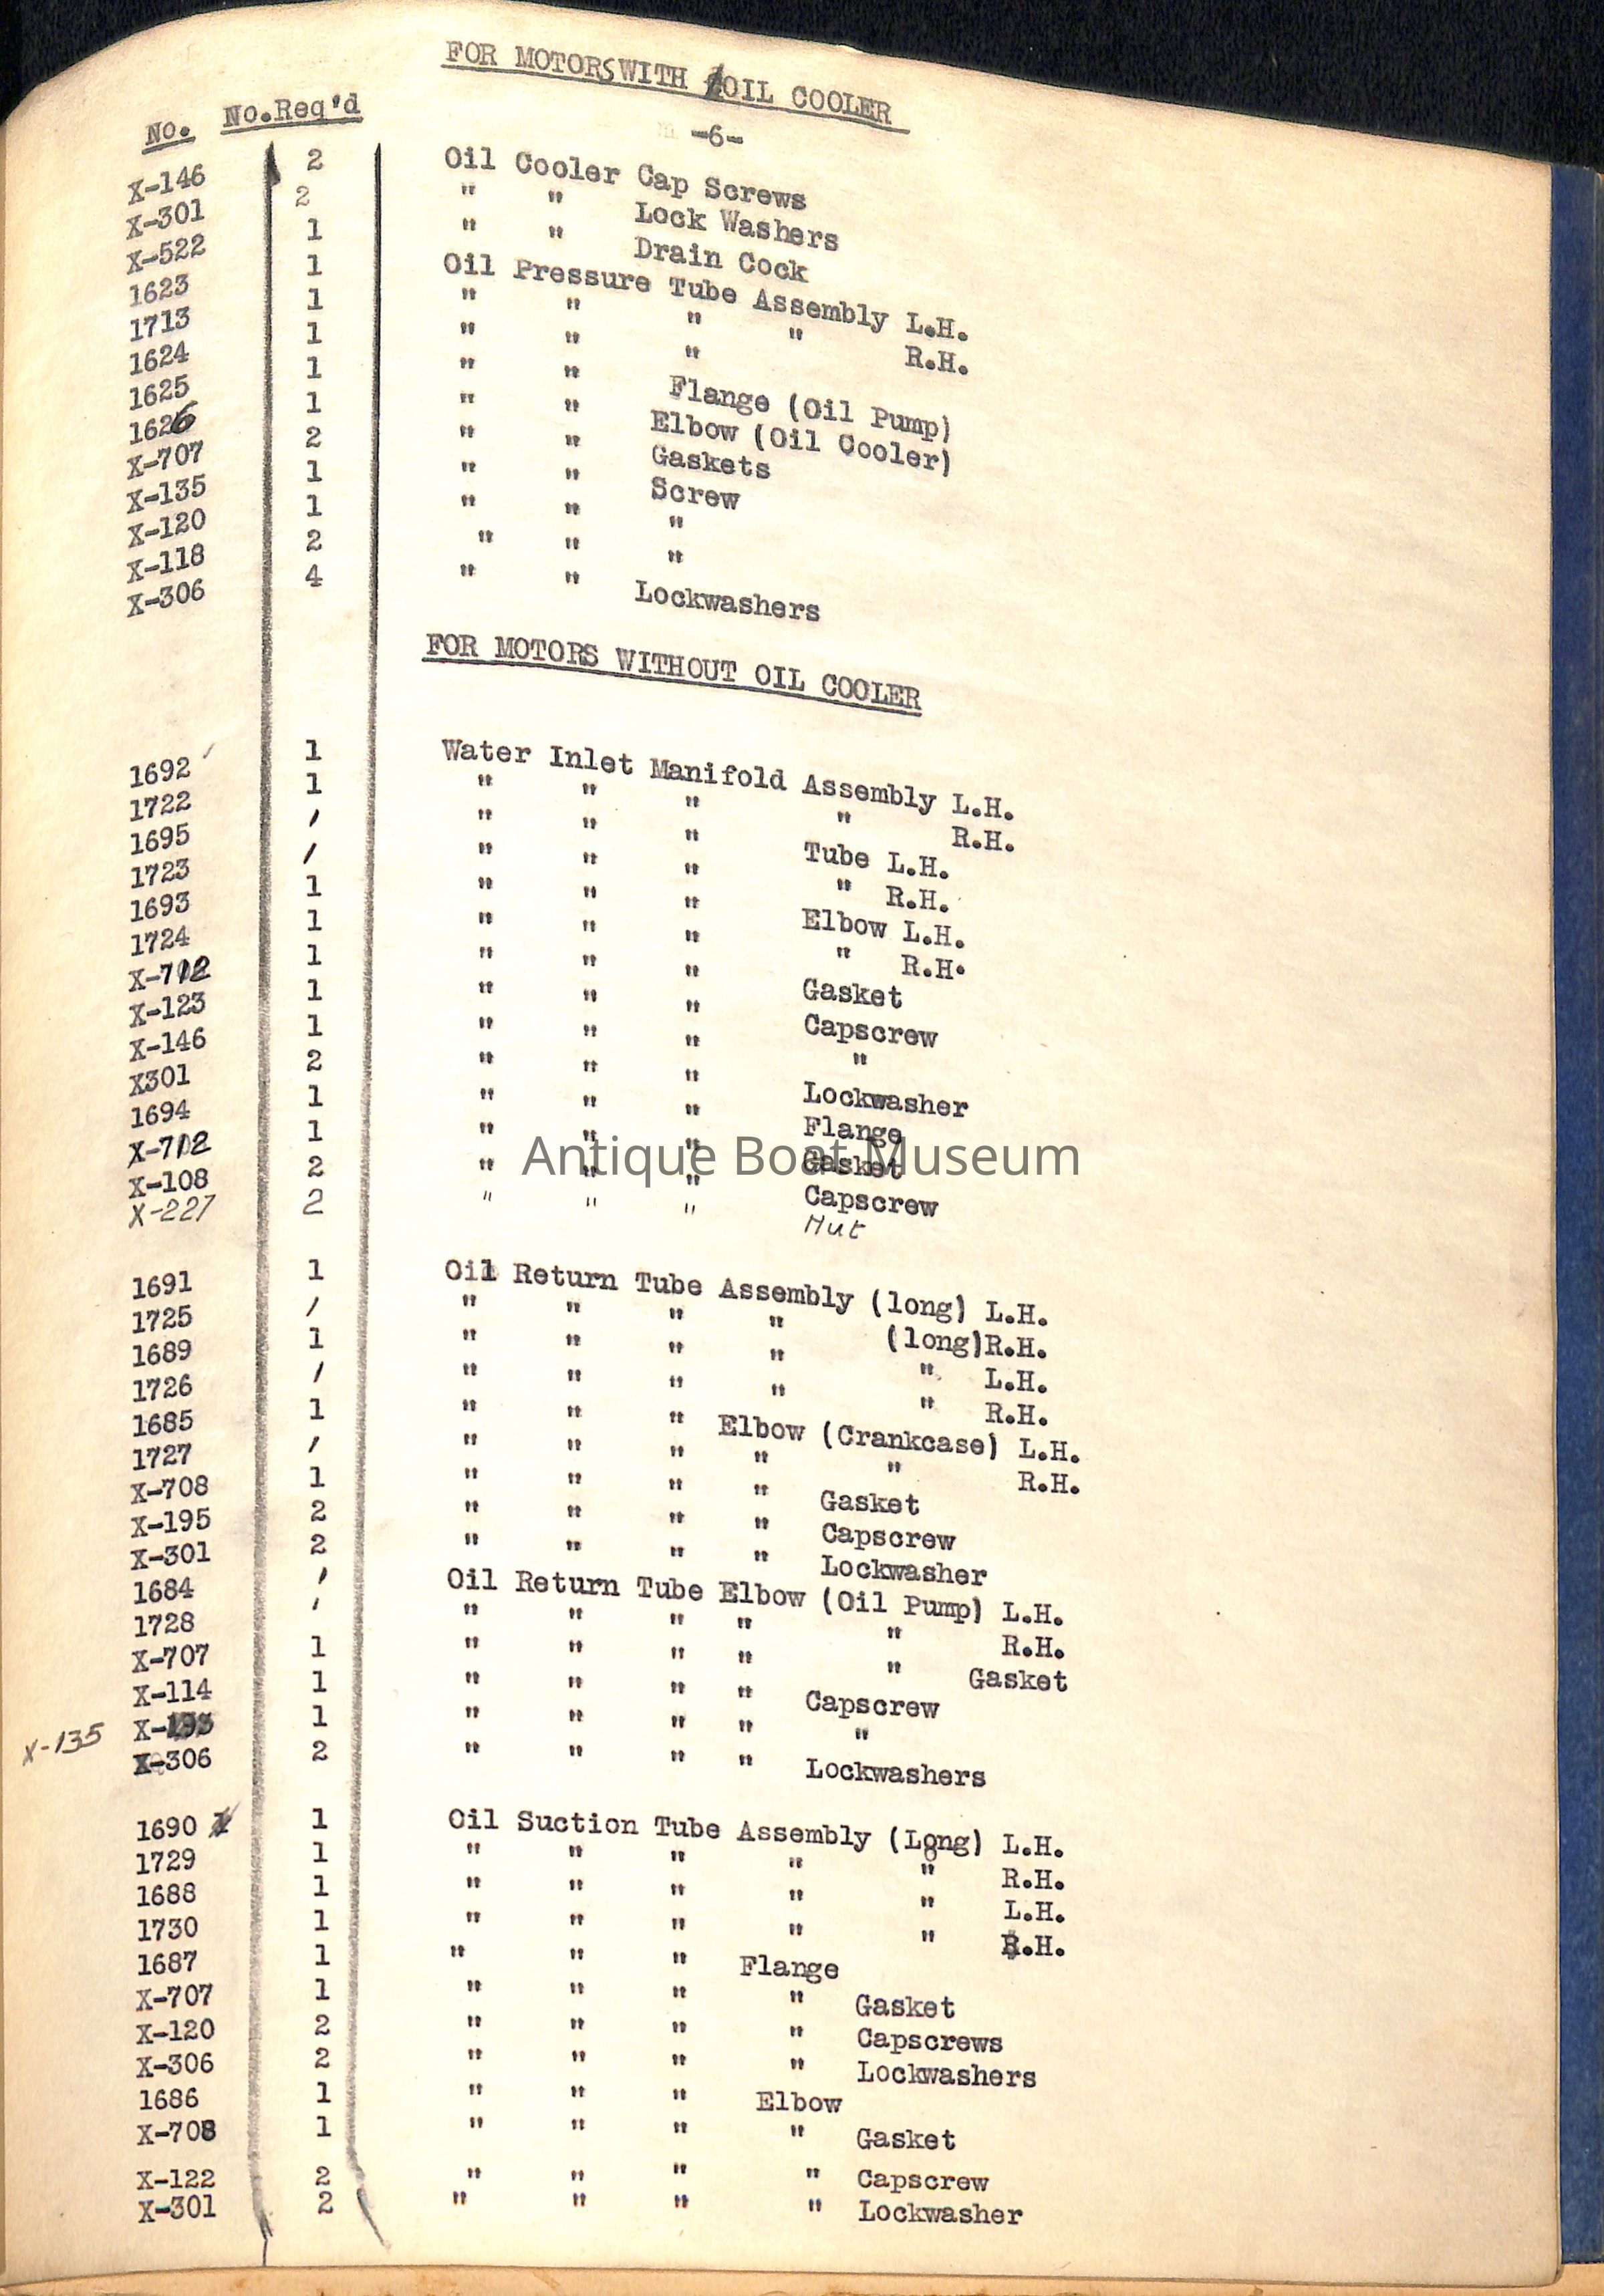 FOR MOTORS WITH OIL COOLER
No. No.Req'd
-6-
X-146 2 Oil Cooler Cap Screws
X-301 2 " " Lock Washers
X-522 1 " " Drain Cock
1623 1 Oil Pressure Tube Assembly L.H.
1713 1 " " " " R.H.
1624 1 " " "
1625 1 " " Flange (Oil Pump)
1626 1 " " Elbow (Oil Cooler)
X-707 2 " " Gaskets
X-135 1 " " Screw
X-120 1 " " "
X-118 2 " " "
X-306 4 " " Lockwashers
FOR MOTORS WITHOUT OIL COOLER
1692 1 Water Inlet Manifold Assembly L.H.
1722 1 " " " " R.H.
1695 / " " " Tube L.H.
1723 / " " " " R.H.
1693 1 " " " Elbow L.H.
1724 1 " " " " R.H.
X-712 1 " " " Gasket
X-123 1 " " " Capscrew
X-146 1 " " " "
X301 2 " " " Lockwasher
1694 1 " " " Flange
X-712 1 " " " Gasket
Antique Boat Museum
X-108 2 " " " Capscrew
X-221 2 " " " Nut
1691 1 Oil Return Tube Assembly (long) L.H.
1725 / " " " " (long)R.H.
1689 1 " " " " " L.H.
1726 / " " " " " R.H.
1685 1 " " " Elbow (Crankcase) L.H.
1727 / " " " " " R.H.
X-708 1 " " " " Gasket
X-195 2 " " " " Capscrew
X-301 2 " " " " Lockwasher
1684 / Oil Return Tube Elbow (Oil Pump) L.H.
1728 / " " " " " R.H.
X-707 1 " " " " " Gasket
X-114 1 " " " " Capscrew
X-135 X-193 1 " " " " "
X-306 2 " " " " Lockwashers
1690 1 Oil Suction Tube Assembly (Long) L.H.
1729 1 " " " " " R.H.
1688 1 " " " " " L.H.
1730 1 " " " " " R.H.
1687 1 " " " Flange
X-707 1 " " " " Gasket
X-120 2 " " " " Capscrews
X-306 2 " " " " Lockwashers
1686 1 " " " Elbow
X-708 1 " " " " Gasket
X-122 2 " " " " Capscrew
X-301 2 " " " " Lockwasher